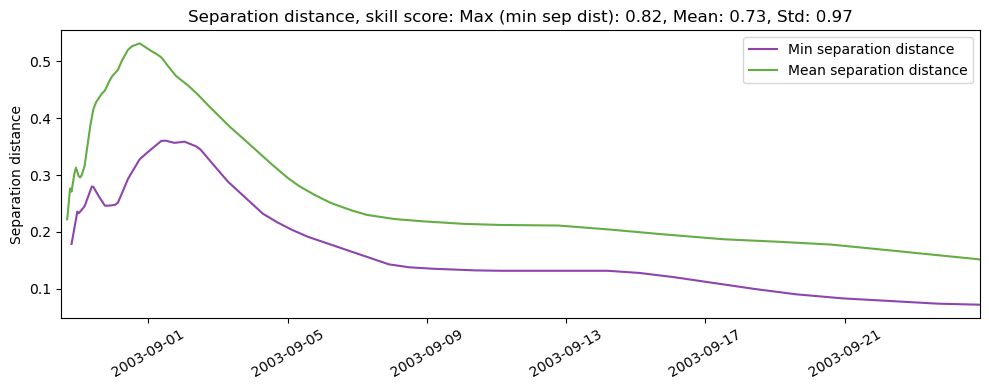 Separation distance, skill score: Max (min sep dist): 0.82, Mean: 0.73, Std: 0.97
Min separation distance
Mean separation distance
Separation distance
0.5
0.4
0.3
0.2
0.1
2003-09-01
2003-09-05
2003-09-09
2003-09-13
2003-09-17
2003-09-21